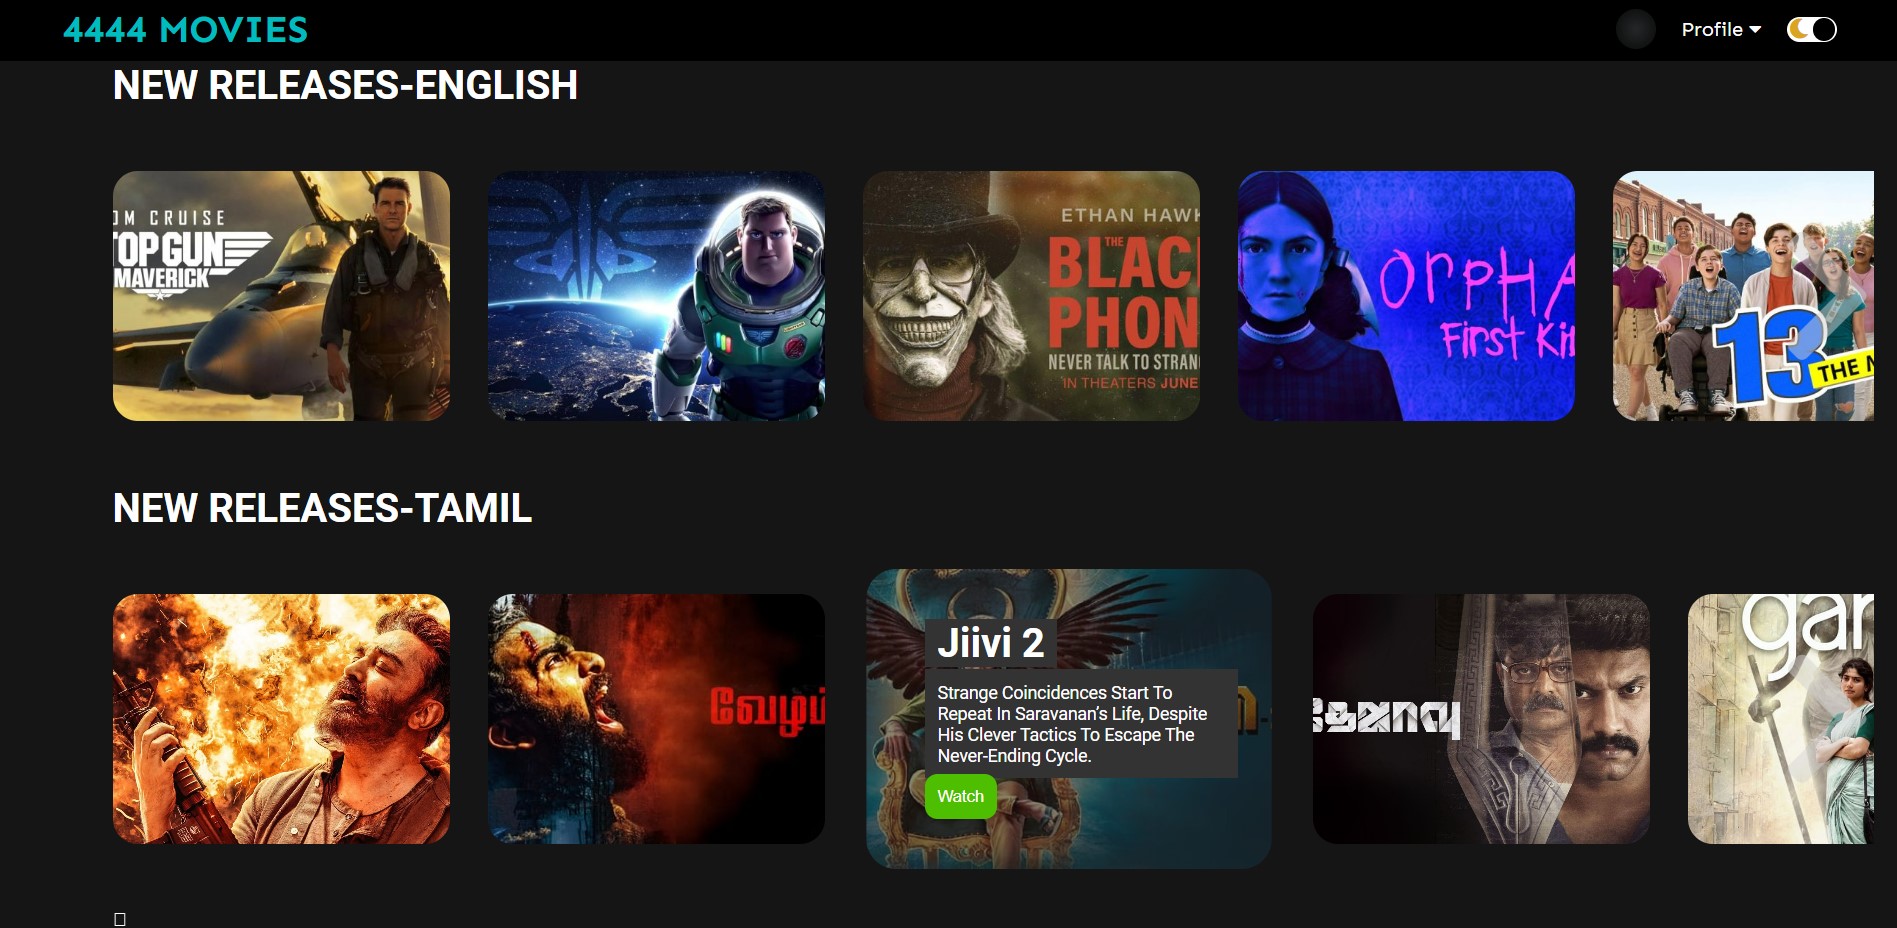 4444 MOVIES
Profile
NEW RELEASES-ENGLISH
OM CRUISE
TOP GUN
MAVERICK
ETHAN HAWK
THE
BLAC
PHON
NEVER TALK TO STRAN
IN THEATERS JUNE
OrpHA
First Kil
13
THE
NEW RELEASES-TAMIL
வேழம்
Jiivi 2
Strange Coincidences Start To
Repeat In Saravanan’s Life, Despite
His Clever Tactics To Escape The
Never-Ending Cycle.
Watch
தேஜாவு
gar